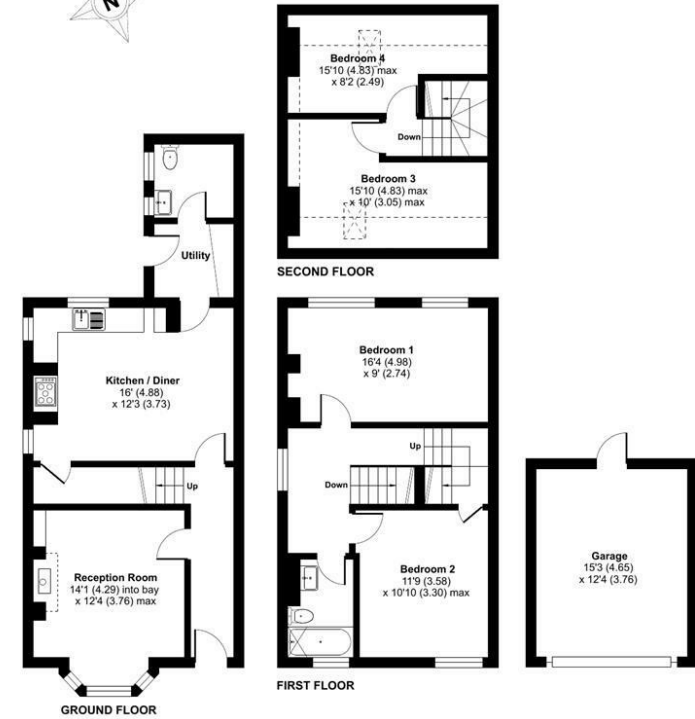 N
Bedroom 4
15'10 (4.83) max
x 8'2 (2.49)
Down
Bedroom 3
15'10 (4.83) max
x 10' (3.05) max
SECOND FLOOR
Utility
Kitchen / Diner
16' (4.88)
x 12'3 (3.73)
Up
Reception Room
14'1 (4.29) into bay
x 12'4 (3.76) max
GROUND FLOOR
Bedroom 1
16'4 (4.98)
x 9' (2.74)
Up
Down
Bedroom 2
11'9 (3.58)
x 10'10 (3.30) max
FIRST FLOOR
Garage
15'3 (4.65)
x 12'4 (3.76)